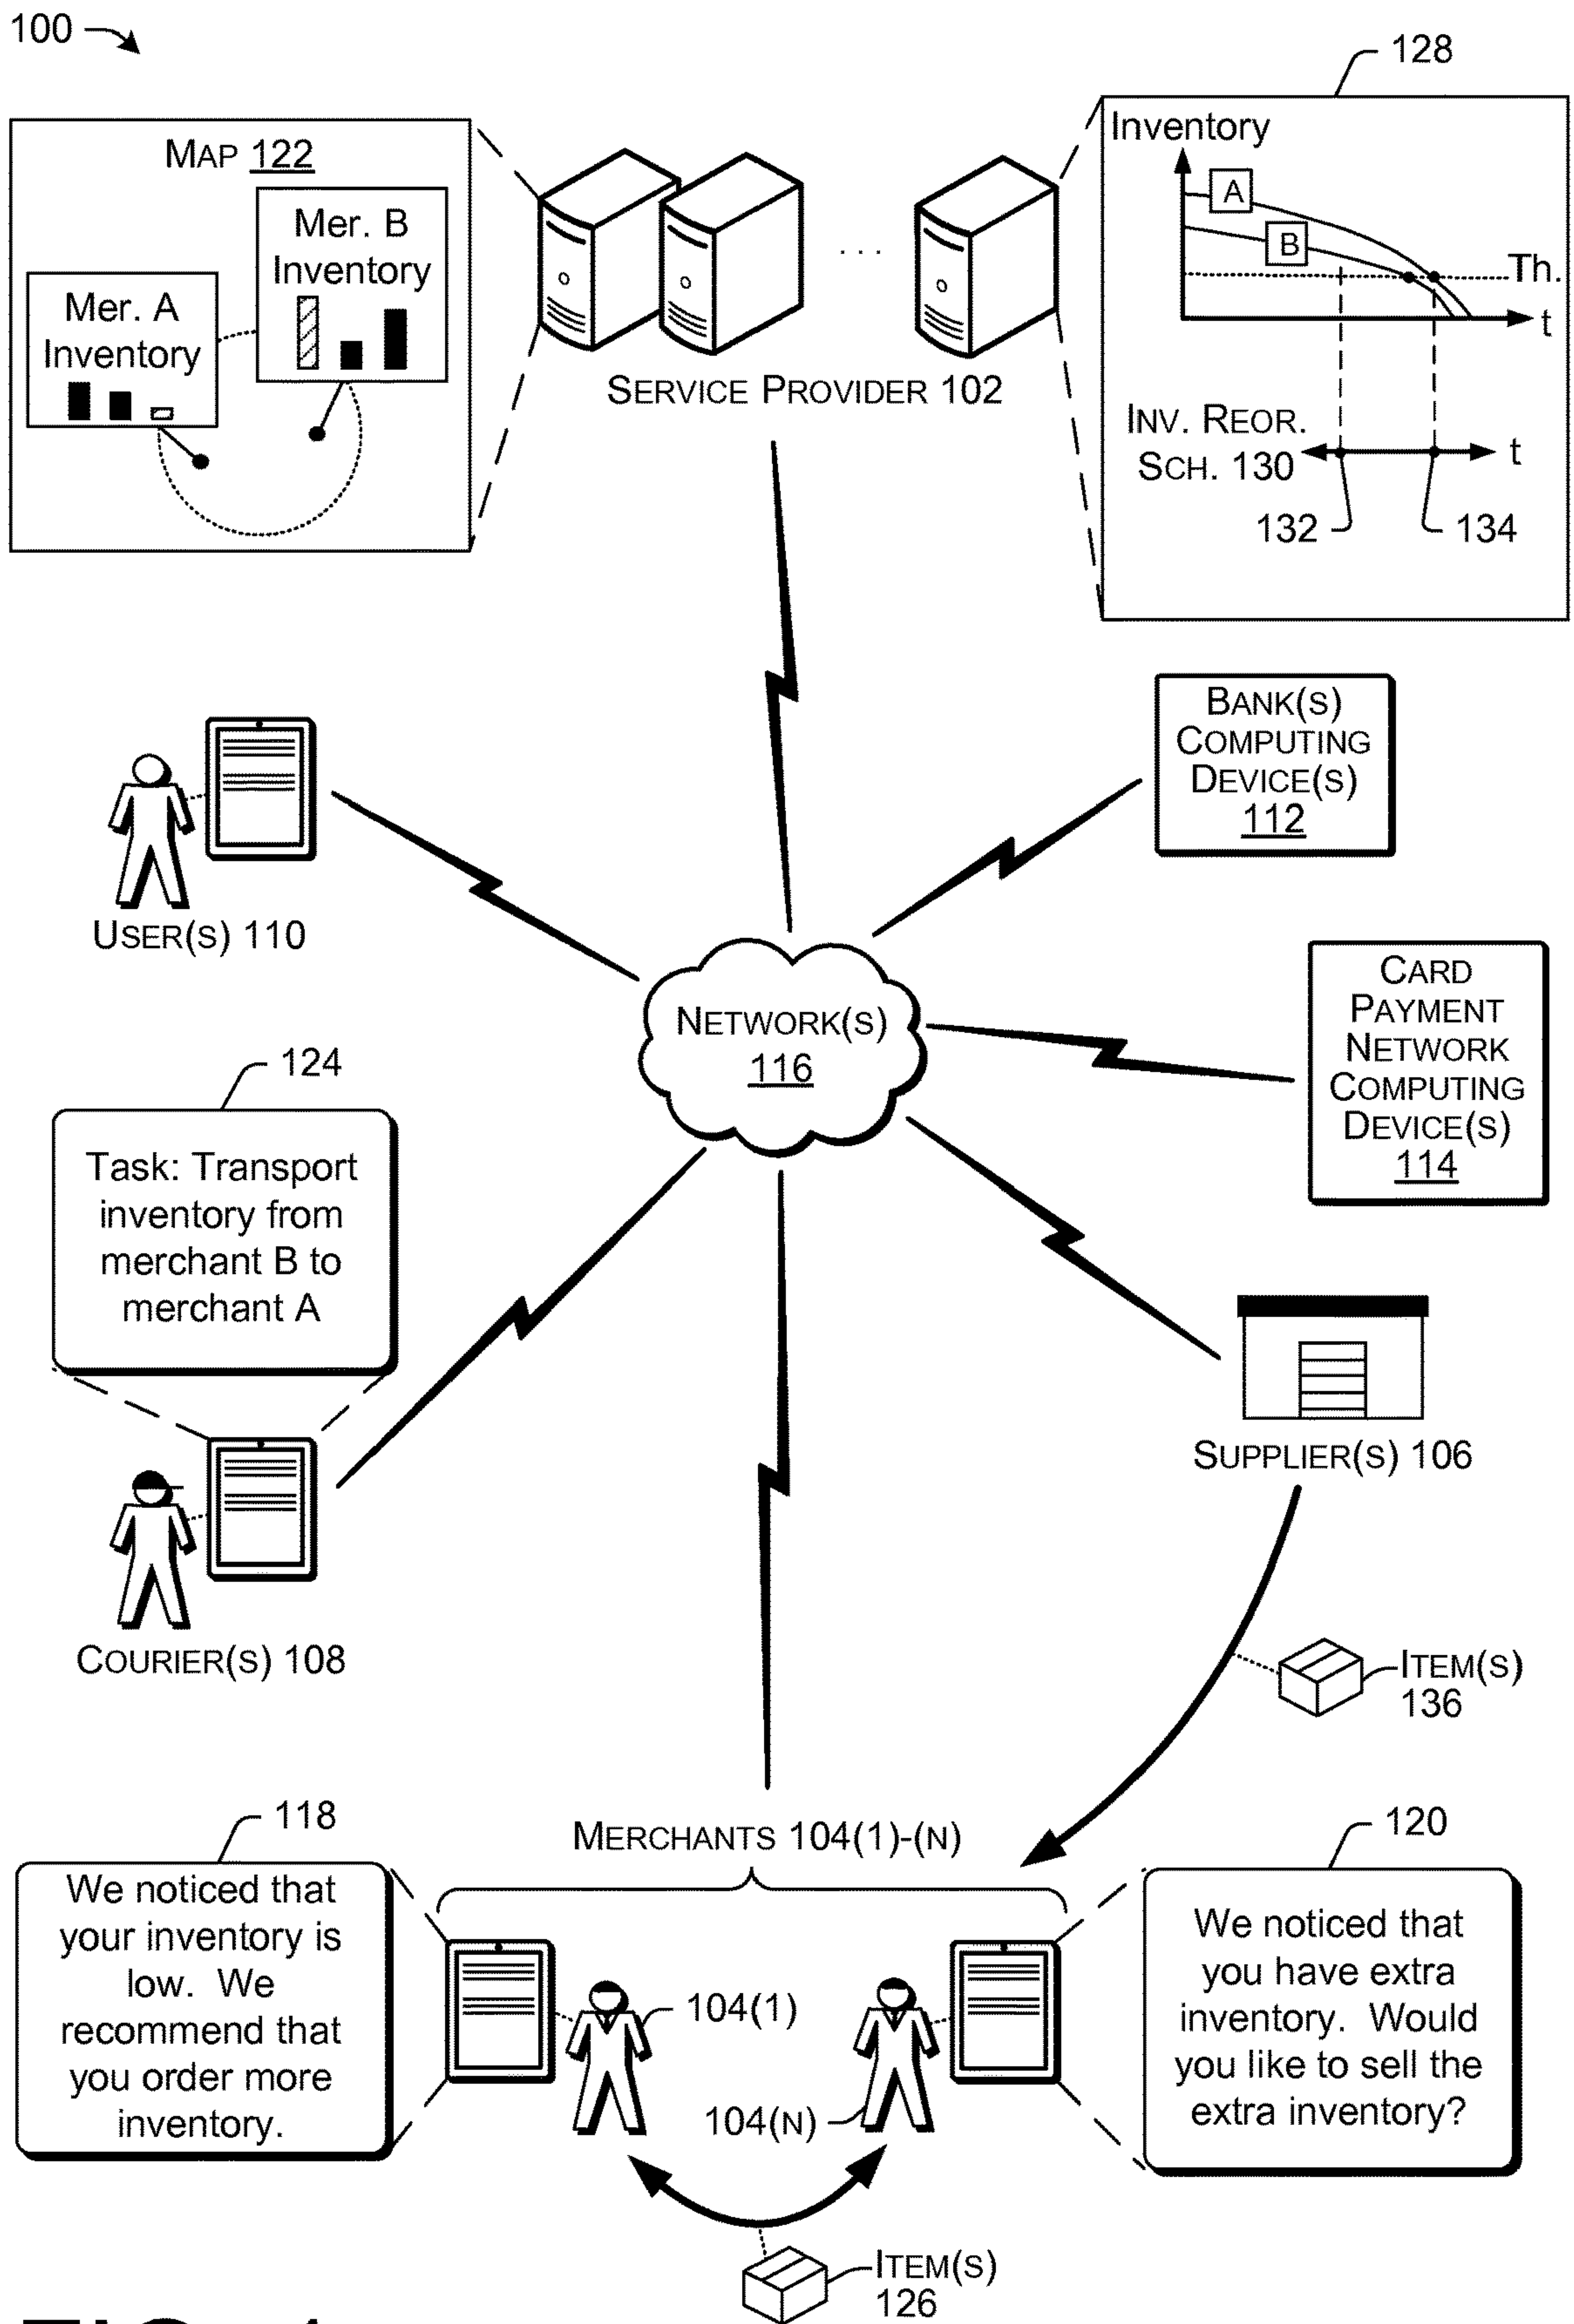 100
128
MAP 122
Mer. B
Inventory
Mer. A
Inventory
...
SERVICE PROVIDER 102
Inventory
A
B
Th.
t
INV. REOR.
SCH. 130
t
132
134
BANK(S)
COMPUTING
DEVICE(S)
112
USER(S) 110
CARD
PAYMENT
NETWORK
COMPUTING
DEVICE(S)
114
NETWORK(S)
116
124
Task: Transport
inventory from
merchant B to
merchant A
SUPPLIER(S) 106
COURIER(S) 108
ITEM(S)
136
118
MERCHANTS 104(1)-(N)
120
We noticed that
your inventory is
low. We
recommend that
you order more
inventory.
104(1)
104(N)
We noticed that
you have extra
inventory. Would
you like to sell the
extra inventory?
ITEM(S)
126